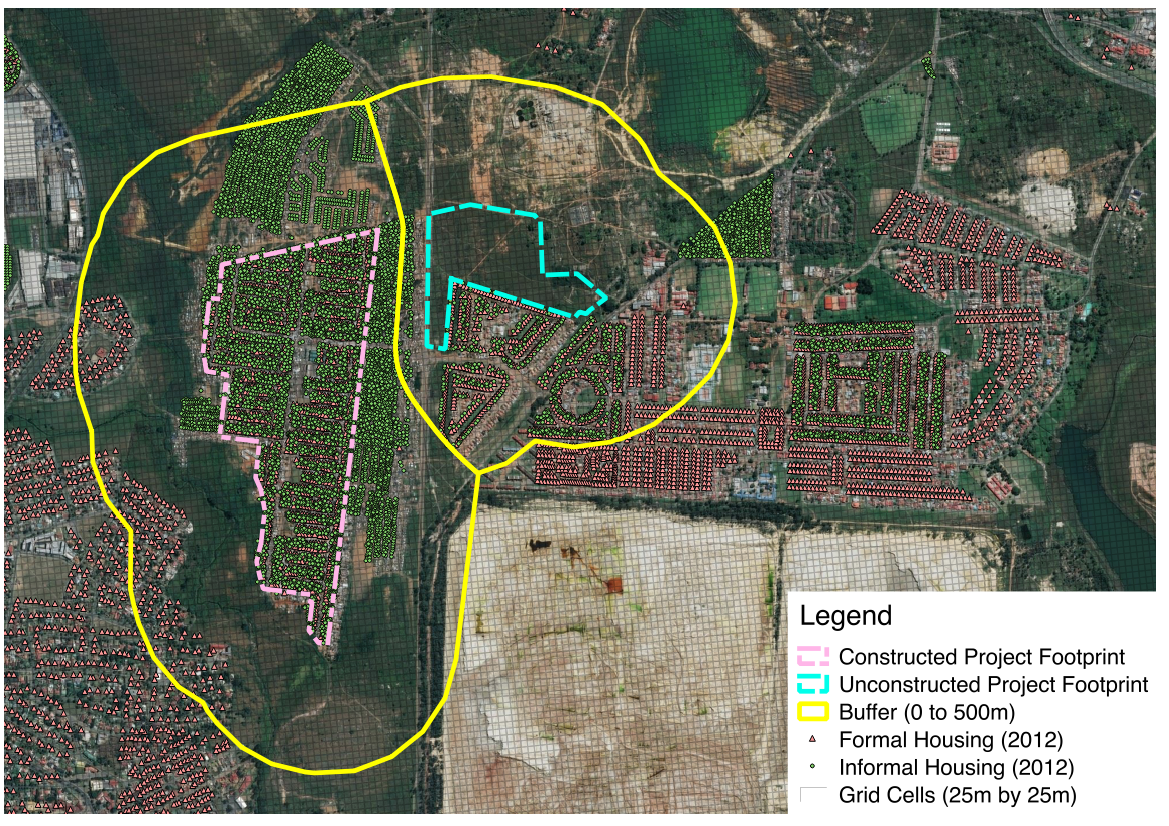 Legend
Constructed Project Footprint
Unconstructed Project Footprint
Buffer (0 to 500m)
Formal Housing (2012)
Informal Housing (2012)
Grid Cells (25m by 25m)